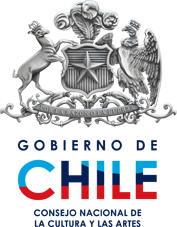 GOBIERNO DE
CHILE
CONSEJO NACIONAL DE
LA CULTURA Y LAS ARTES